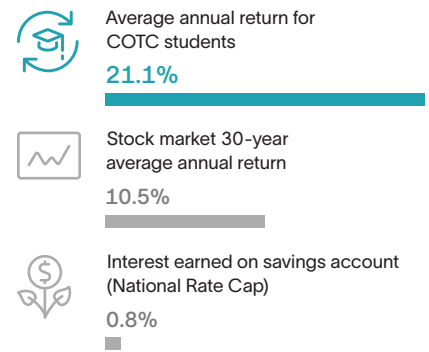 Average annual return for
COTC students
21.1%
Stock market 30-year
average annual return
10.5%
Interest earned on savings account
(National Rate Cap)
0.8%